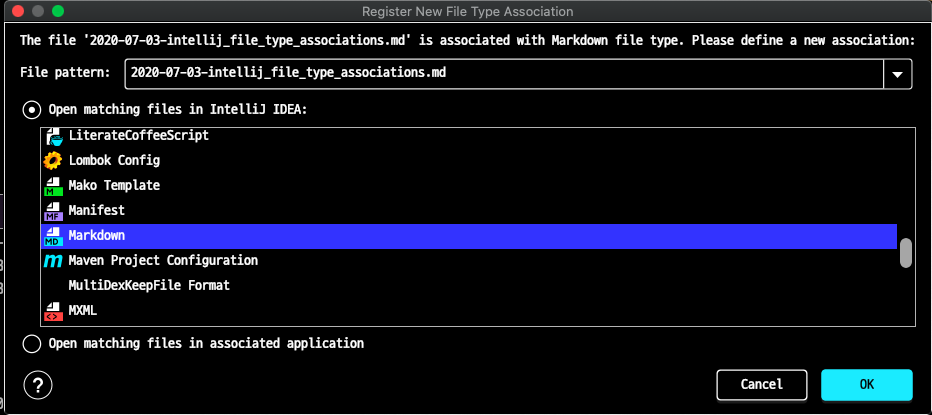 Register New File Type Association
The file '2020-07-03-intellij_file_type_associations.md' is associated with Markdown file type. Please define a new association:
File pattern: 2020-07-03-intellij_file_type_associations.md
Open matching files in IntelliJ IDEA:
LiterateCoffeeScript
Lombok Config
M Mako Template
MF Manifest
MD Markdown
m Maven Project Configuration
MultiDexKeepFile Format
<> MXML
Open matching files in associated application
? Cancel OK